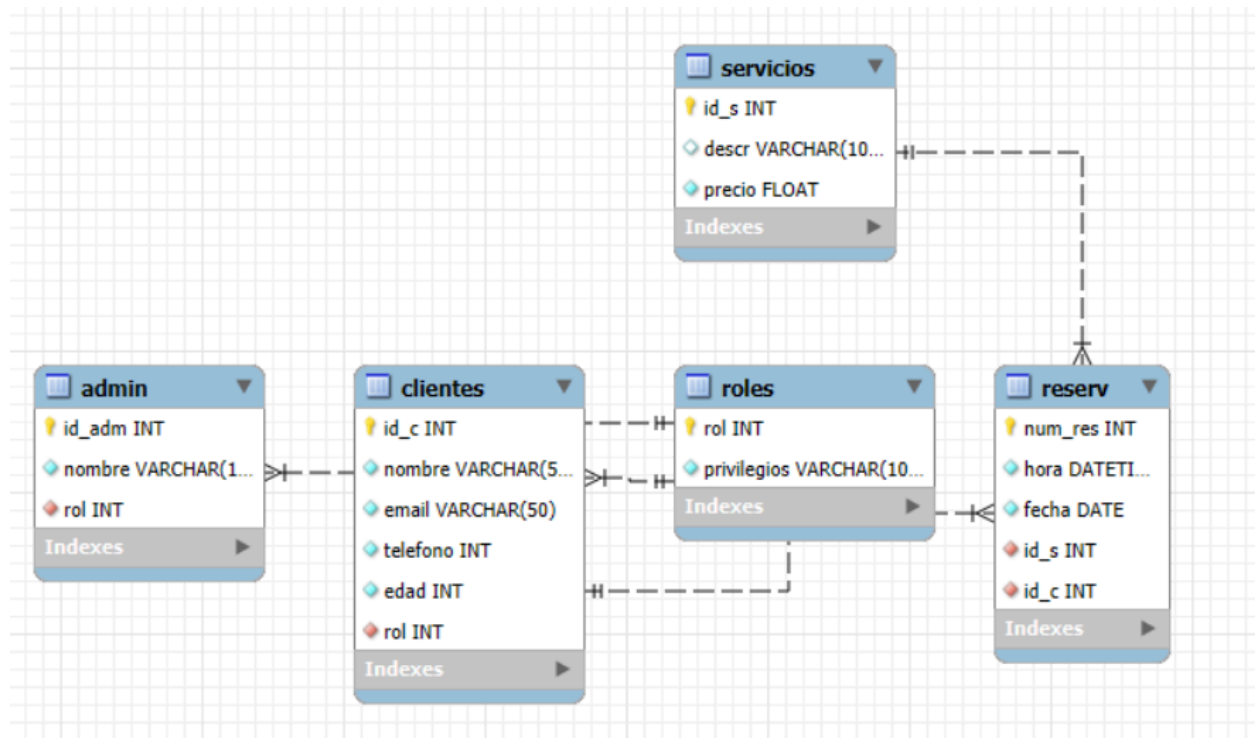 servicios
id_s INT
descr VARCHAR(10...
precio FLOAT
Indexes
admin
id_adm INT
nombre VARCHAR(1...
rol INT
Indexes
clientes
id_c INT
nombre VARCHAR(5...
email VARCHAR(50)
telefono INT
edad INT
rol INT
Indexes
roles
rol INT
privilegios VARCHAR(10...
Indexes
reserv
num_res INT
hora DATETI...
fecha DATE
id_s INT
id_c INT
Indexes